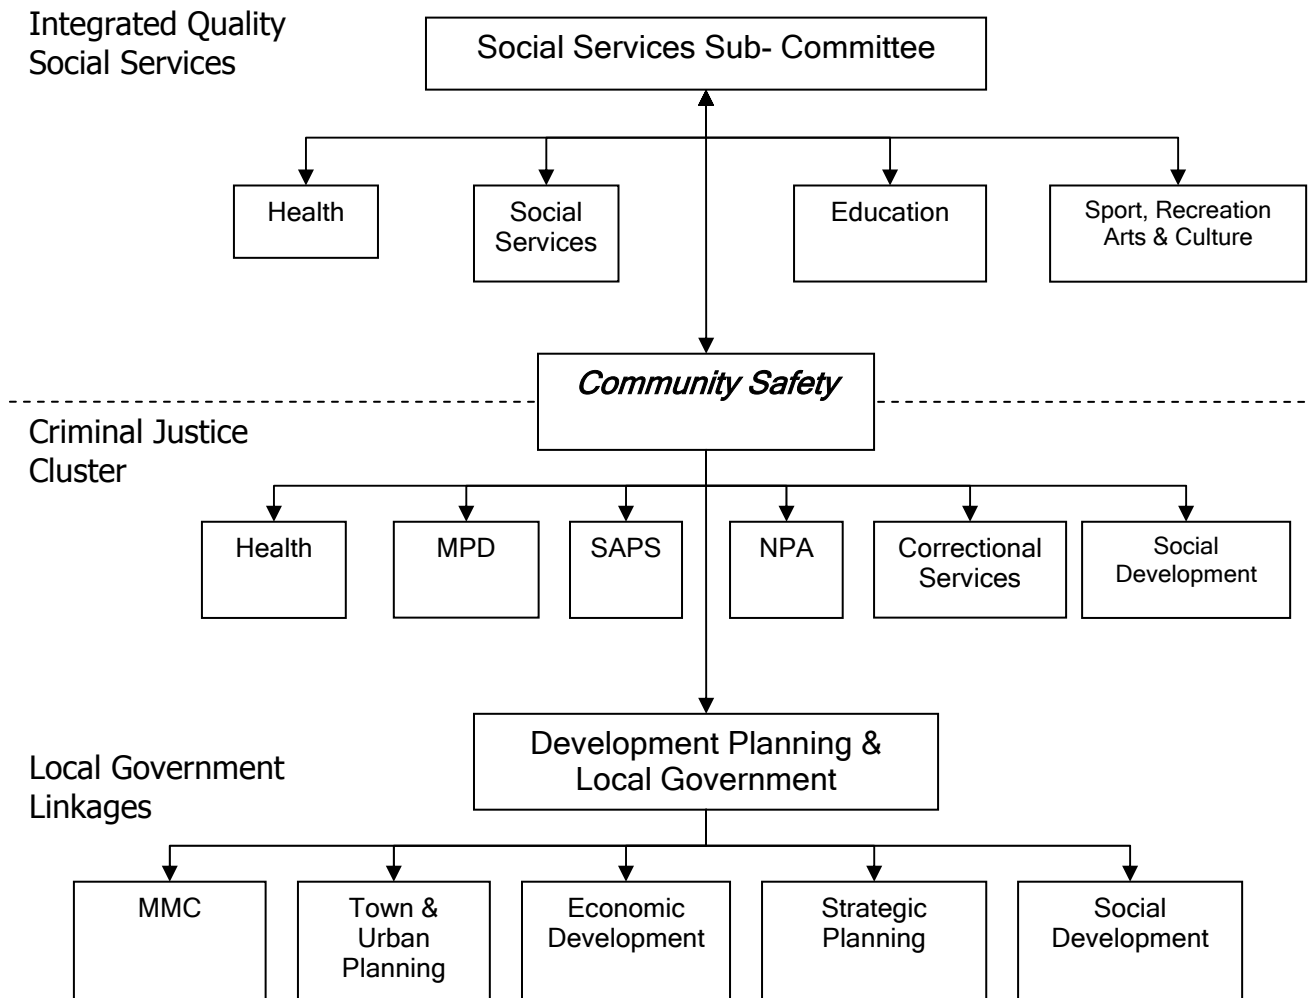 Integrated Quality
Social Services
Social Services Sub- Committee
Health
Social
Services
Education
Sport, Recreation
Arts & Culture
Community Safety
Criminal Justice
Cluster
Health
MPD
SAPS
NPA
Correctional
Services
Social
Development
Development Planning &
Local Government
Local Government
Linkages
MMC
Town &
Urban
Planning
Economic
Development
Strategic
Planning
Social
Development